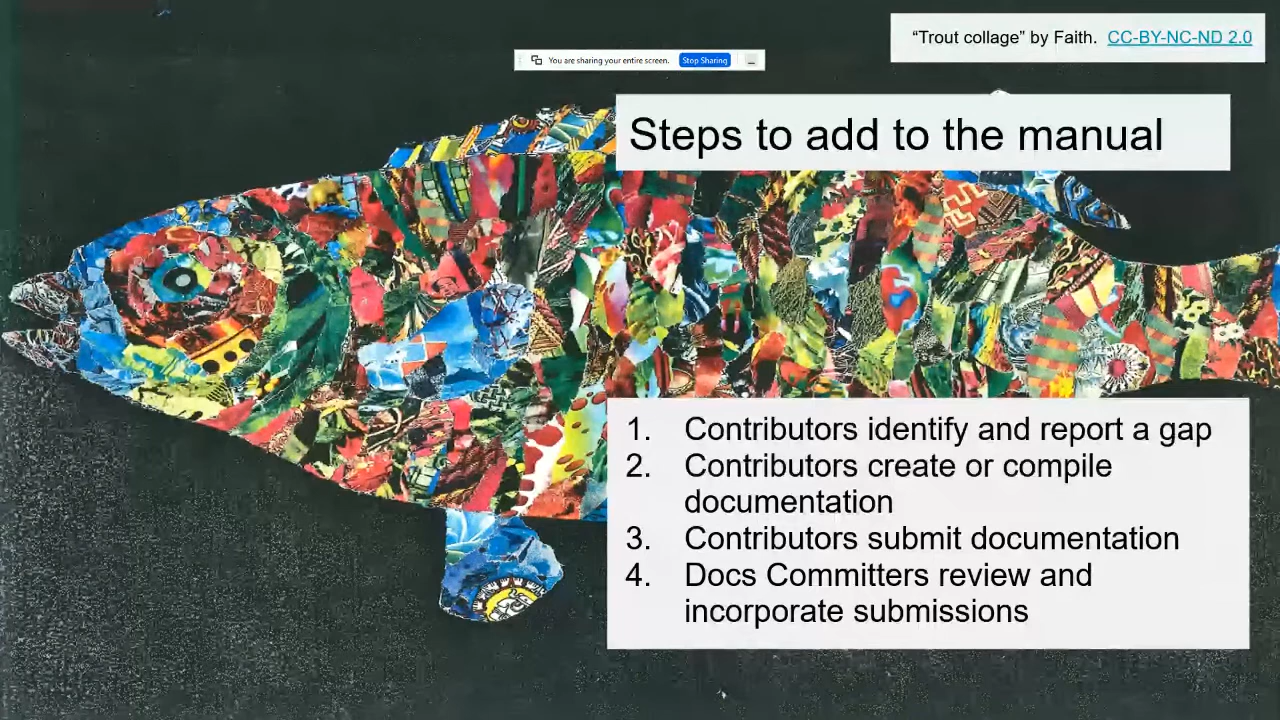 “Trout collage” by Faith. CC-BY-NC-ND 2.0
You are sharing your entire screen. Stop Sharing
Steps to add to the manual
1. Contributors identify and report a gap
2. Contributors create or compile
documentation
3. Contributors submit documentation
4. Docs Committers review and
incorporate submissions